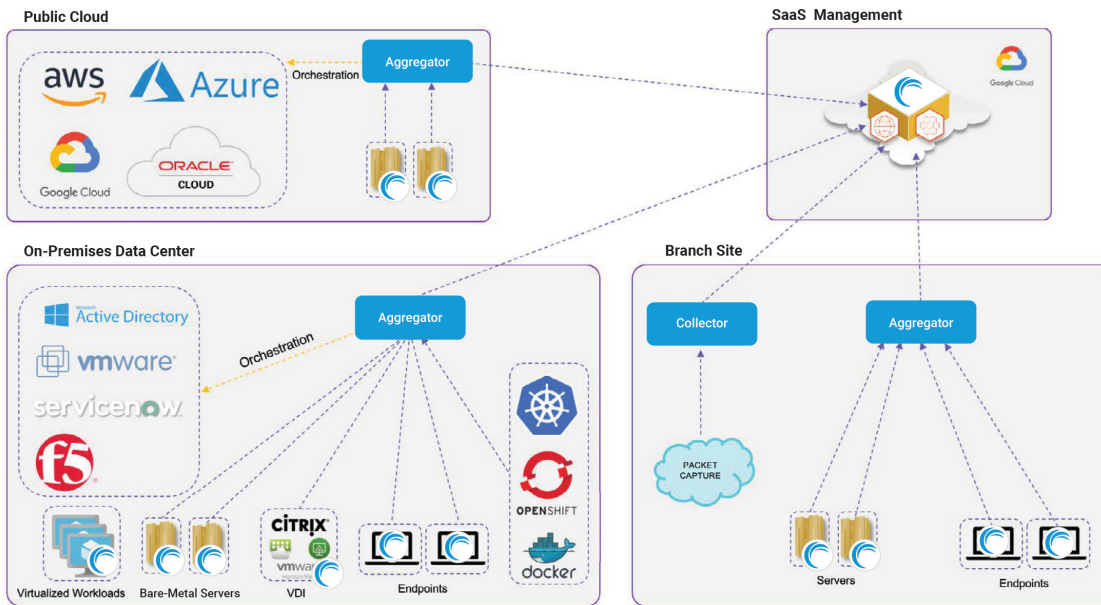 Public Cloud
SaaS Management
aws
Azure
Orchestration
Aggregator
Google Cloud
Google Cloud
ORACLE
CLOUD
On-Premises Data Center
Branch Site
Microsoft
Active Directory
vmware
servicenow
f5
Orchestration
Aggregator
Collector
Aggregator
PACKET
CAPTURE
OPENSHIFT
docker
CITRIX
vmware
Virtualized Workloads
Bare-Metal Servers
VDI
Endpoints
Servers
Endpoints